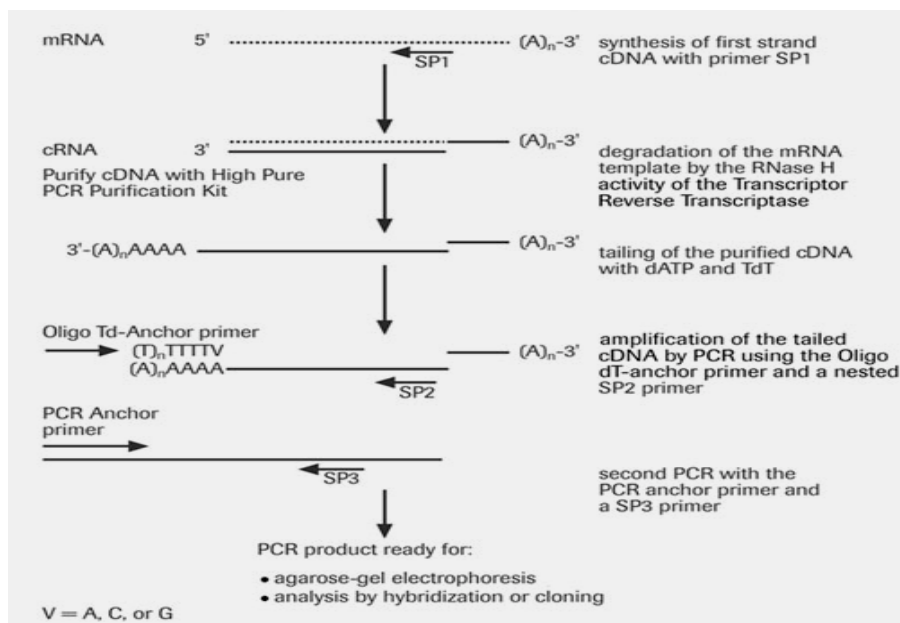 mRNA 5' (A)n-3' synthesis of first strand
SP1 cDNA with primer SP1
cRNA 3' (A)n-3' degradation of the mRNA
Purify cDNA with High Pure template by the RNase H
PCR Purification Kit activity of the Transcriptor
Reverse Transcriptase
3'-(A)nAAAA (A)n-3' tailing of the purified cDNA
with dATP and TdT
Oligo Td-Anchor primer amplification of the tailed
(T)nTTTTV (A)n-3' cDNA by PCR using the Oligo
(A)nAAAA dT-anchor primer and a nested
SP2 SP2 primer
PCR Anchor
primer
SP3 second PCR with the
PCR anchor primer and
a SP3 primer
PCR product ready for:
• agarose-gel electrophoresis
• analysis by hybridization or cloning
V = A, C, or G